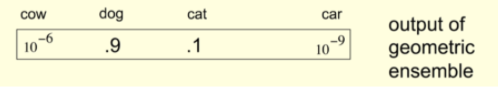 cow dog cat car
10⁻⁶ .9 .1 10⁻⁹
output of
geometric
ensemble